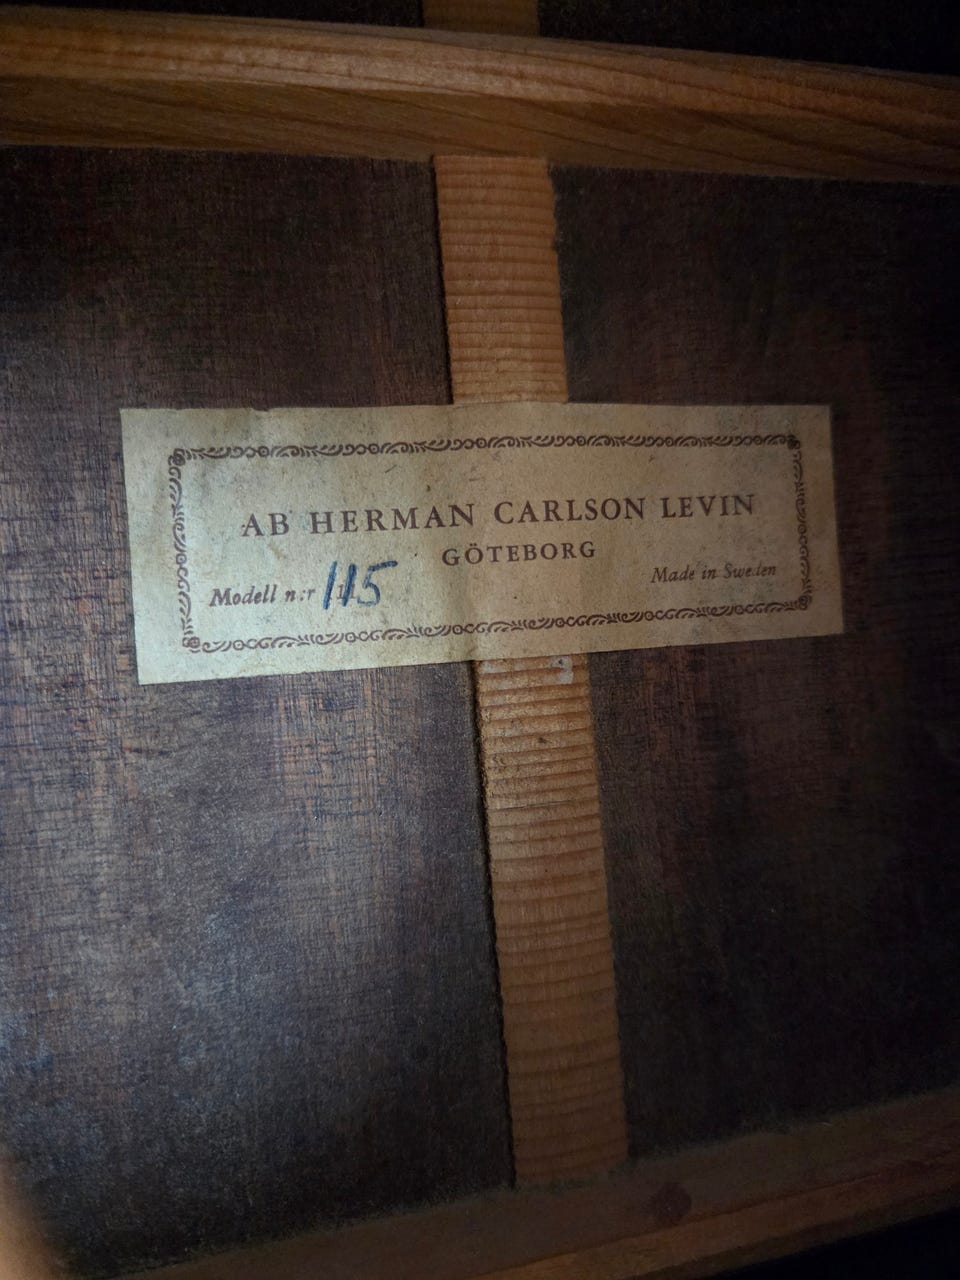 AB HERMAN CARLSON LEVIN
GÖTEBORG
Modell n:r 115
Made in Sweden